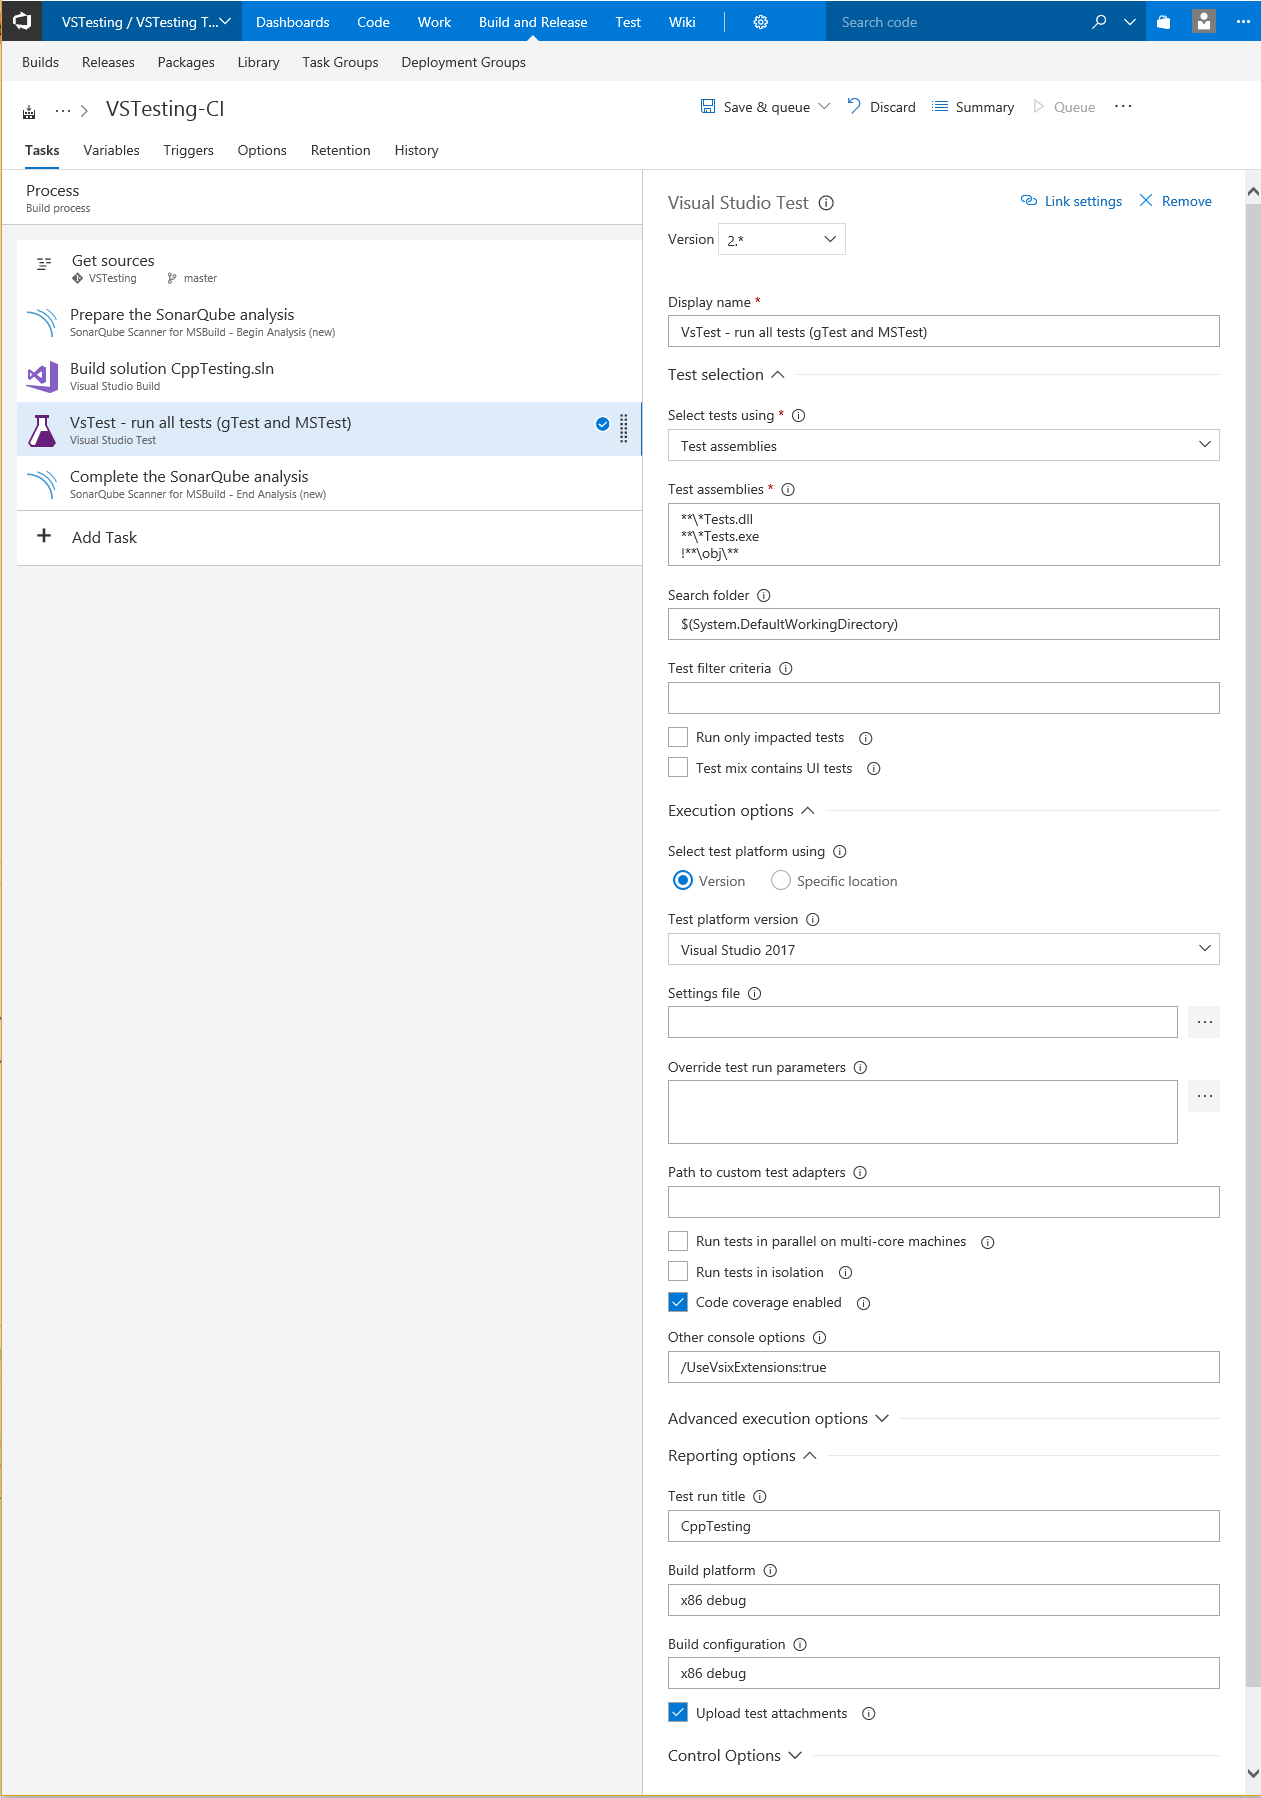 VSTesting / VSTesting T... Dashboards Code Work Build and Release Test Wiki Search code
Builds Releases Packages Library Task Groups Deployment Groups
... VSTesting-CI Save & queue Discard Summary Queue ...
Tasks Variables Triggers Options Retention History
Process
Build process
Get sources
VSTesting master
Prepare the SonarQube analysis
SonarQube Scanner for MSBuild - Begin Analysis (new)
Build solution CppTesting.sln
Visual Studio Build
VsTest - run all tests (gTest and MSTest)
Visual Studio Test
Complete the SonarQube analysis
SonarQube Scanner for MSBuild - End Analysis (new)
+ Add Task
Visual Studio Test Link settings Remove
Version 2.*
Display name *
VsTest - run all tests (gTest and MSTest)
Test selection
Select tests using *
Test assemblies
Test assemblies *
**\*Tests.dll
**\*Tests.exe
!**\obj\**
Search folder
$(System.DefaultWorkingDirectory)
Test filter criteria
Run only impacted tests
Test mix contains UI tests
Execution options
Select test platform using
Version Specific location
Test platform version
Visual Studio 2017
Settings file
...
Override test run parameters
...
Path to custom test adapters
Run tests in parallel on multi-core machines
Run tests in isolation
Code coverage enabled
Other console options
/UseVsixExtensions:true
Advanced execution options
Reporting options
Test run title
CppTesting
Build platform
x86 debug
Build configuration
x86 debug
Upload test attachments
Control Options